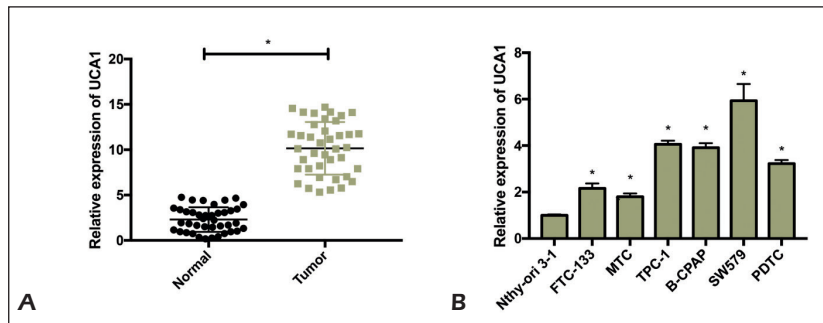 Relative expression of UCA1
20
15
10
5
0
*
Normal
Tumor
A
Relative expression of UCA1
8
6
4
2
0
*
*
*
*
*
*
Nthy-ori 3-1
FTC-133
MTC
TPC-1
B-CPAP
SW579
PDTC
B